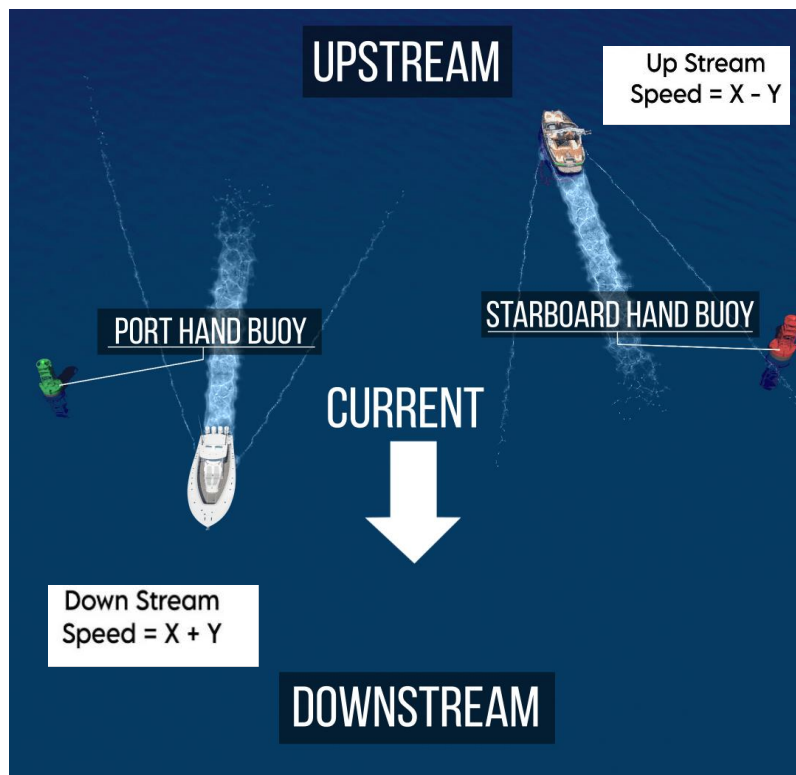 UPSTREAM
Up Stream
Speed = X - Y
PORT HAND BUOY
STARBOARD HAND BUOY
CURRENT
Down Stream
Speed = X + Y
DOWNSTREAM